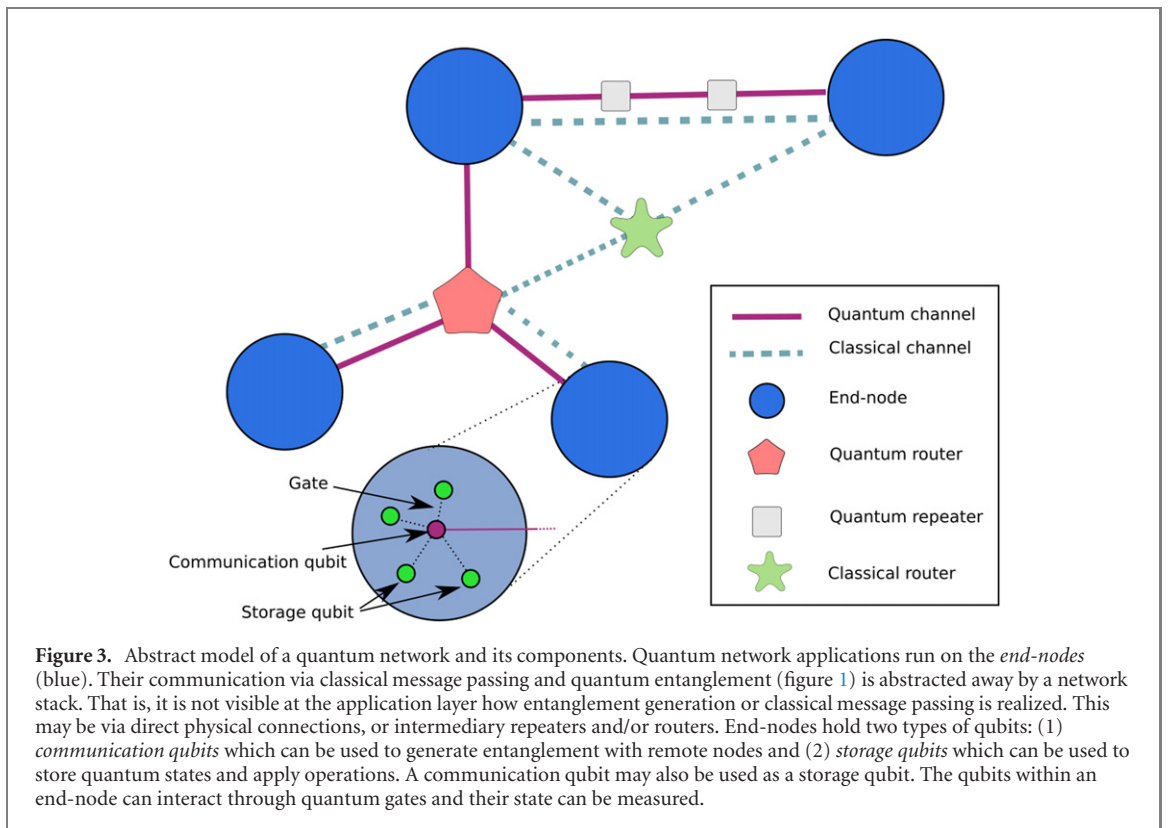 Quantum channel
Classical channel
End-node
Quantum router
Quantum repeater
Classical router
Gate
Communication qubit
Storage qubit
Figure 3. Abstract model of a quantum network and its components. Quantum network applications run on the end-nodes
(blue). Their communication via classical message passing and quantum entanglement (figure 1) is abstracted away by a network
stack. That is, it is not visible at the application layer how entanglement generation or classical message passing is realized. This
may be via direct physical connections, or intermediary repeaters and/or routers. End-nodes hold two types of qubits: (1)
communication qubits which can be used to generate entanglement with remote nodes and (2) storage qubits which can be used to
store quantum states and apply operations. A communication qubit may also be used as a storage qubit. The qubits within an
end-node can interact through quantum gates and their state can be measured.